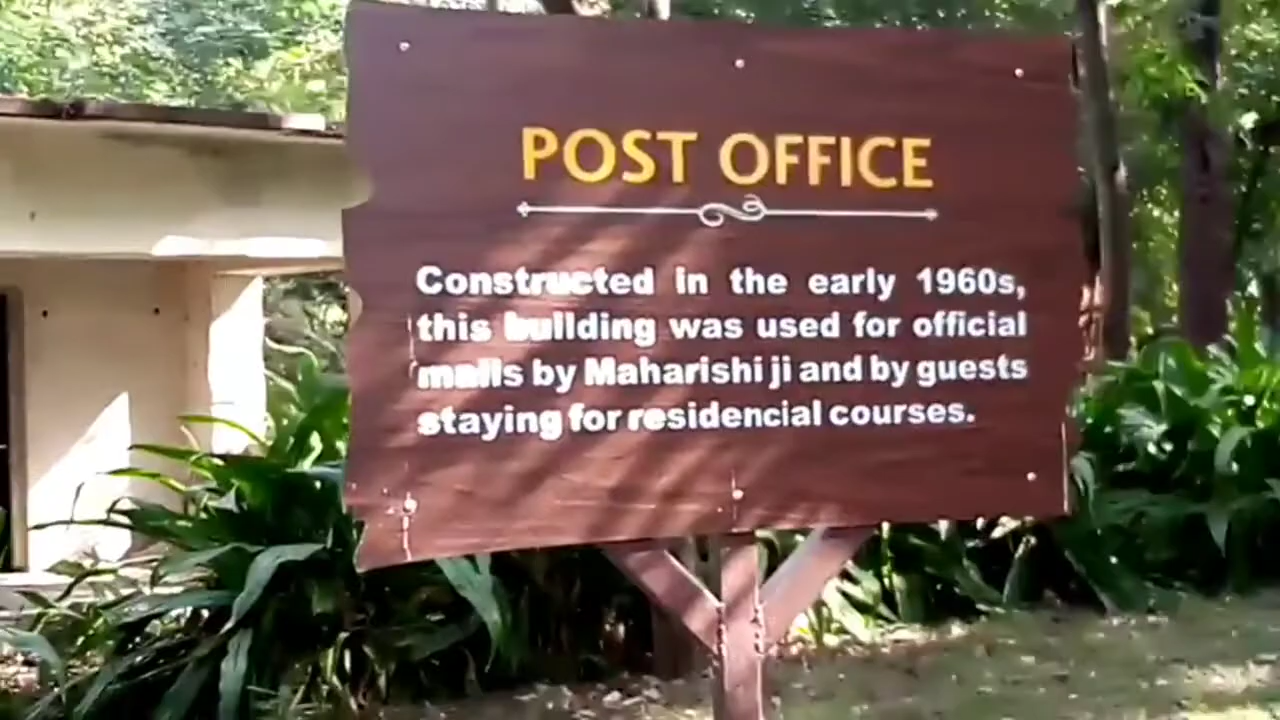 POST OFFICE
Constructed in the early 1960s,
this building was used for official
mails by Maharishi ji and by guests
staying for residencial courses.